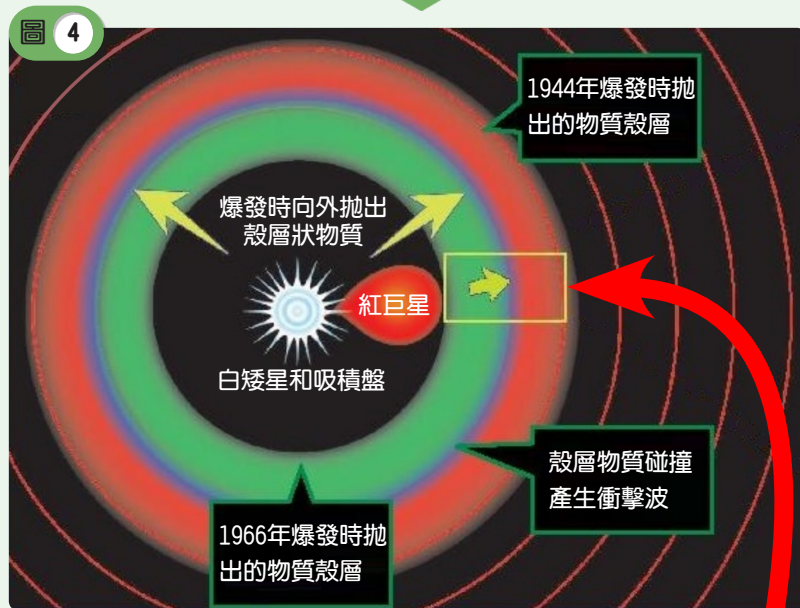 圖 4
1944年爆發時拋
出的物質殼層
爆發時向外拋出
殼層狀物質
紅巨星
白矮星和吸積盤
殼層物質碰撞
產生衝擊波
1966年爆發時拋
出的物質殼層